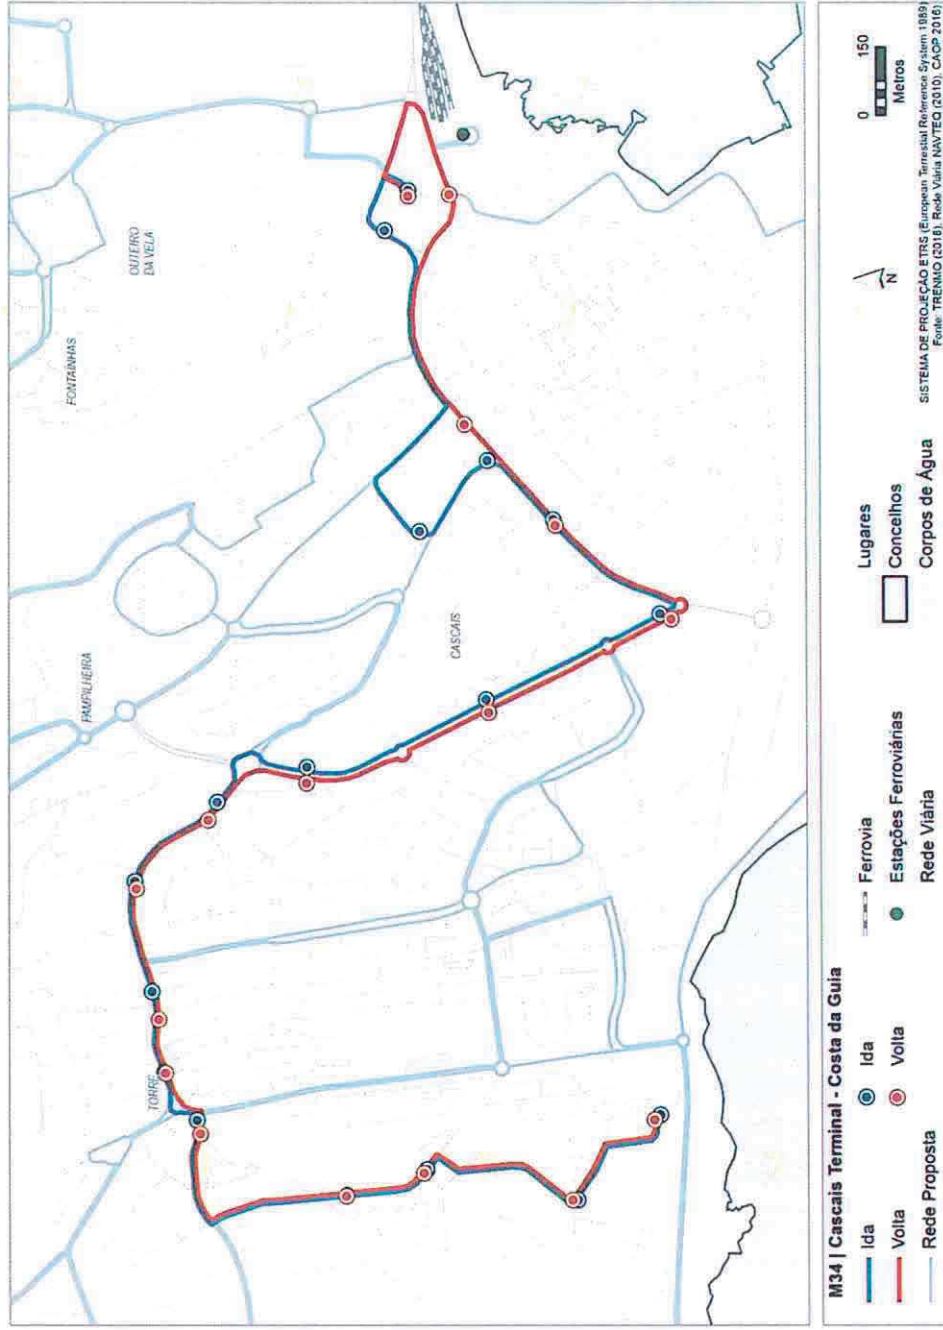 FONTAÍNHAS
OUTEIRO
DA VELA
PAMPILHEIRA
CASCAIS
TORRE
M34 | Cascais Terminal - Costa da Guia
Ida
Volta
Rede Proposta
Ida
Volta
Ferrovia
Estações Ferroviárias
Rede Viária
Lugares
Concelhos
Corpos de Água
N
0 150
Metros
SISTEMA DE PROJEÇÃO ETRS (European Terrestrial Reference System 1989)
Fonte: TRENMO (2018), Rede Viária NAVTEQ (2010), CAOP 2016)